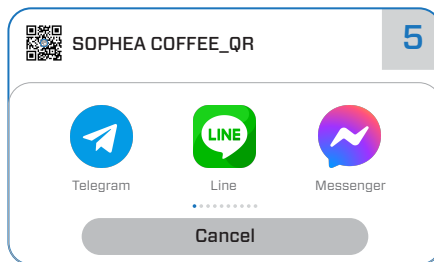 SOPHEA COFFEE_QR
5
LINE
Telegram
Line
Messenger
Cancel